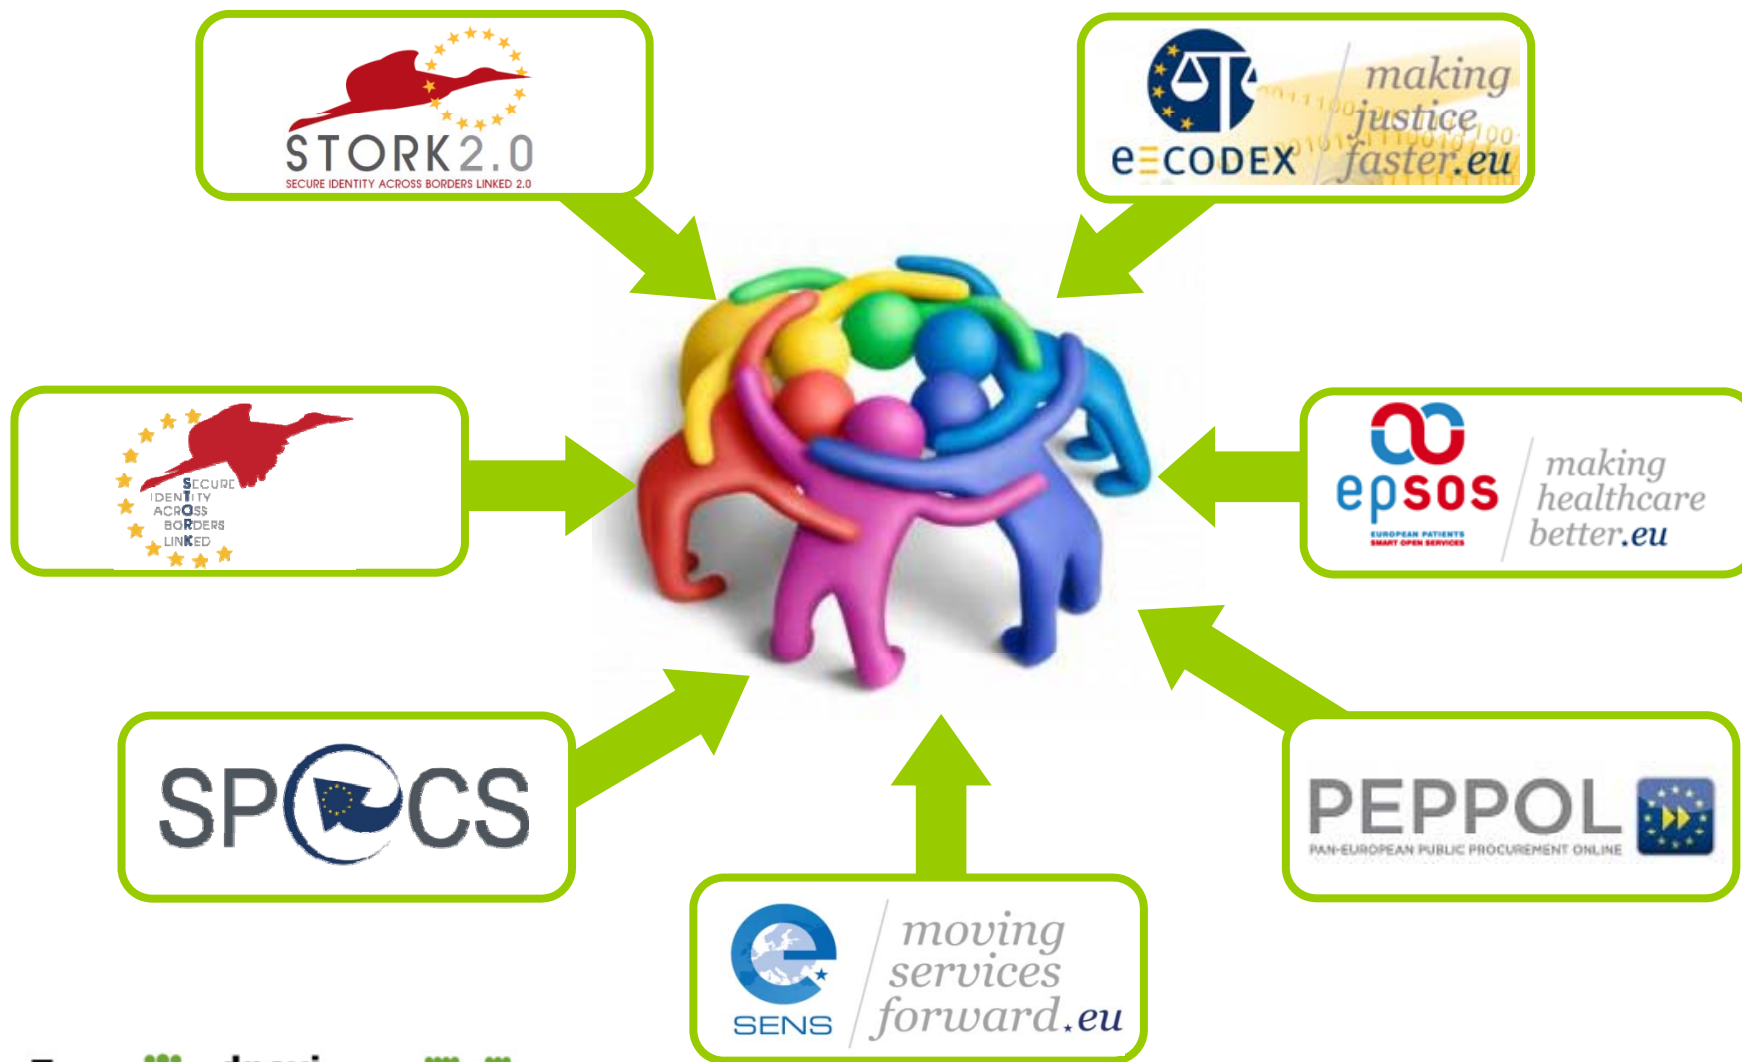 STORK 2.0
SECURE IDENTITY ACROSS BORDERS LINKED 2.0
e CODEX
making
justice
faster.eu
SECURE
IDENTITY
ACROSS
BORDERS
LINKED
epsos
EUROPEAN PATIENTS
SMART OPEN SERVICES
making
healthcare
better.eu
SPOCS
PEPPOL
PAN-EUROPEAN PUBLIC PROCUREMENT ONLINE
e
SENS
moving
services
forward.eu